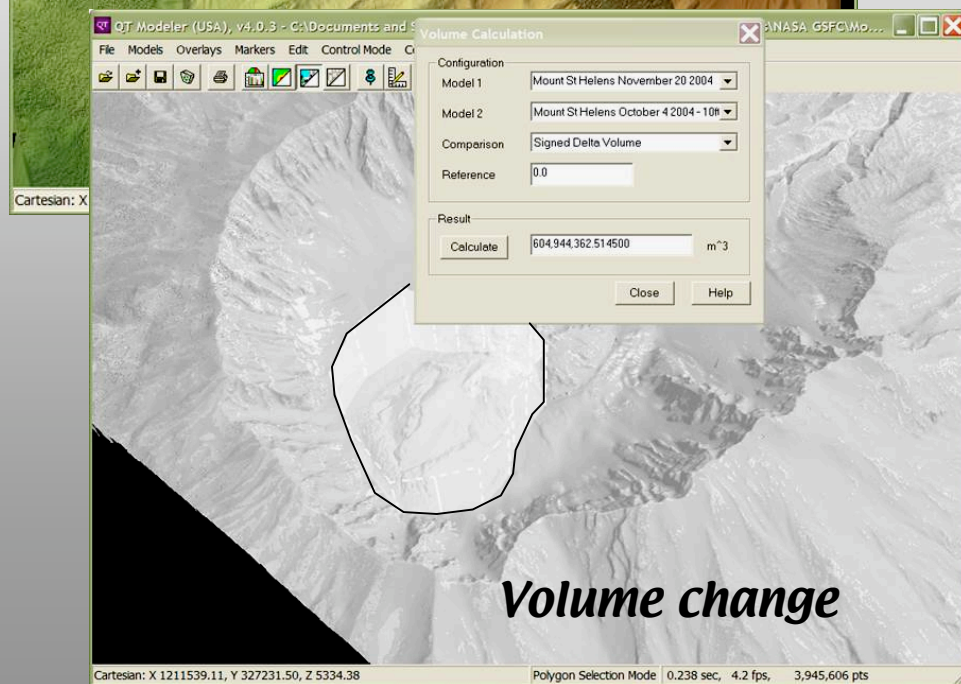 QT Modeler (USA), v4.0.3 - C:\Documents and S
NASA GSFC\Mo...
File Models Overlays Markers Edit Control Mode
Volume Calculation
Configuration
Model 1 Mount St Helens November 20 2004
Model 2 Mount St Helens October 4 2004 - 10ft
Comparison Signed Delta Volume
Reference 0.0
Result
Calculate 604,944,362.514500 m^3
Close Help
Cartesian: X
Volume change
Cartesian: X 1211539.11, Y 327231.50, Z 5334.38 Polygon Selection Mode 0.238 sec, 4.2 fps, 3,945,606 pts